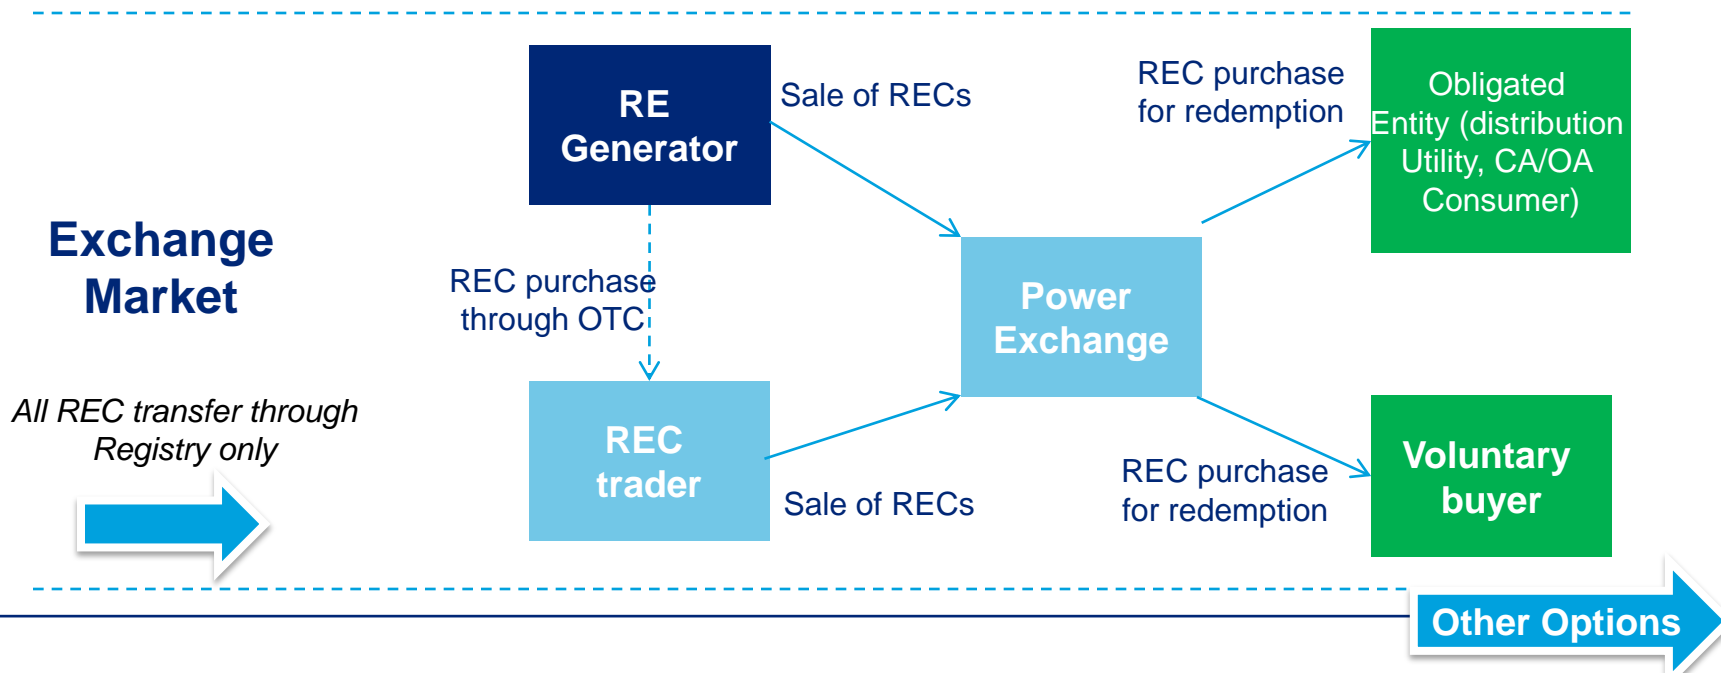 Exchange
Market
All REC transfer through
Registry only
RE
Generator
Sale of RECs
REC purchase
for redemption
Obligated
Entity (distribution
Utility, CA/OA
Consumer)
REC purchase
through OTC
Power
Exchange
REC
trader
Sale of RECs
REC purchase
for redemption
Voluntary
buyer
Other Options